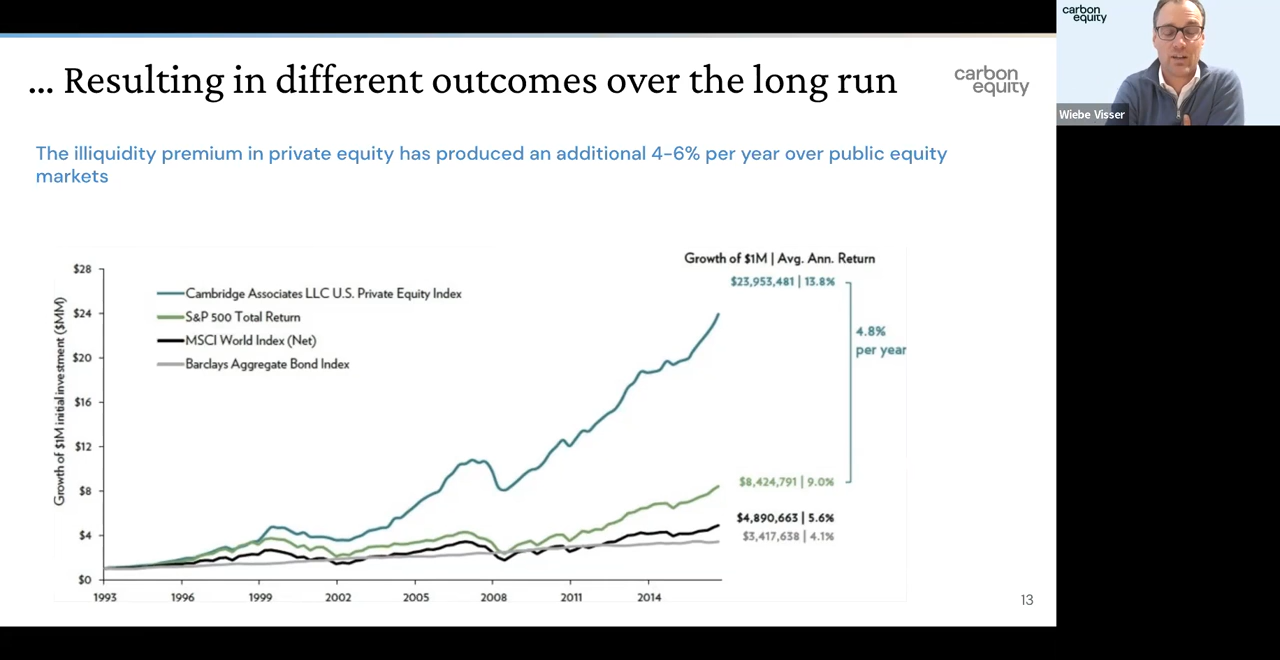 ... Resulting in different outcomes over the long run
carbon
equity
The illiquidity premium in private equity has produced an additional 4-6% per year over public equity
markets
Growth of $1M | Avg. Ann. Return
$23,953,481 | 13.8%
4.8%
per year
$8,424,791 | 9.0%
$4,890,663 | 5.6%
$3,417,638 | 4.1%
Cambridge Associates LLC U.S. Private Equity Index
S&P 500 Total Return
MSCI World Index (Net)
Barclays Aggregate Bond Index
Growth of $1M initial investment ($MM)
$28
$24
$20
$16
$12
$8
$4
$0
1993 1996 1999 2002 2005 2008 2011 2014
13
carbon
equity
Wiebe Visser